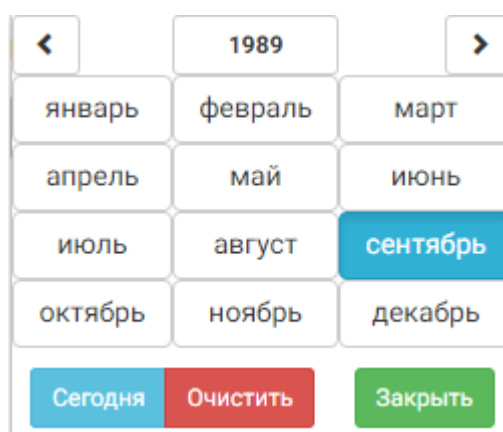 1989
январь февраль март
апрель май июнь
июль август сентябрь
октябрь ноябрь декабрь
Сегодня Очистить Закрыть